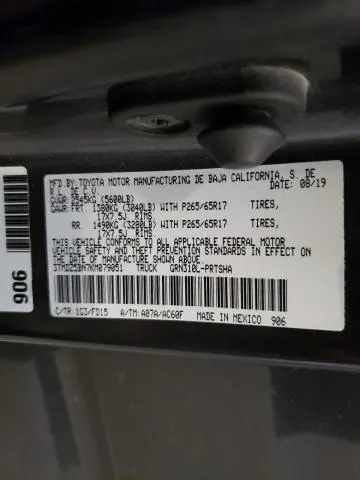 MFD.BY:TOYOTA MOTOR MANUFACTURING DE BAJA CALIFORNIA, S. DE
R.L. DE C.V. 08/19
GVWR:2545KG(5600LB)
GAWR:FRT. 1380KG (3040LB)WITH P265/65R17 TIRES,
17X7.5J RIMS,
RR. 1490KG (3280LB)WITH P265/65R17 TIRES,
17X7.5J RIMS,
THIS VEHICLE CONFORMS TO ALL APPLICABLE FEDERAL MOTOR
VEHICLE SAFETY AND THEFT PREVENTION STANDARDS IN EFFECT ON
THE DATE OF MANUFACTURE SHOWN ABOVE.
3TMDZ5BN7KM079051 TRUCK GRN310L-PRTSHA
C/TR:1G3/FD15 A/TM:A07A/AC60F MADE IN MEXICO 906
906